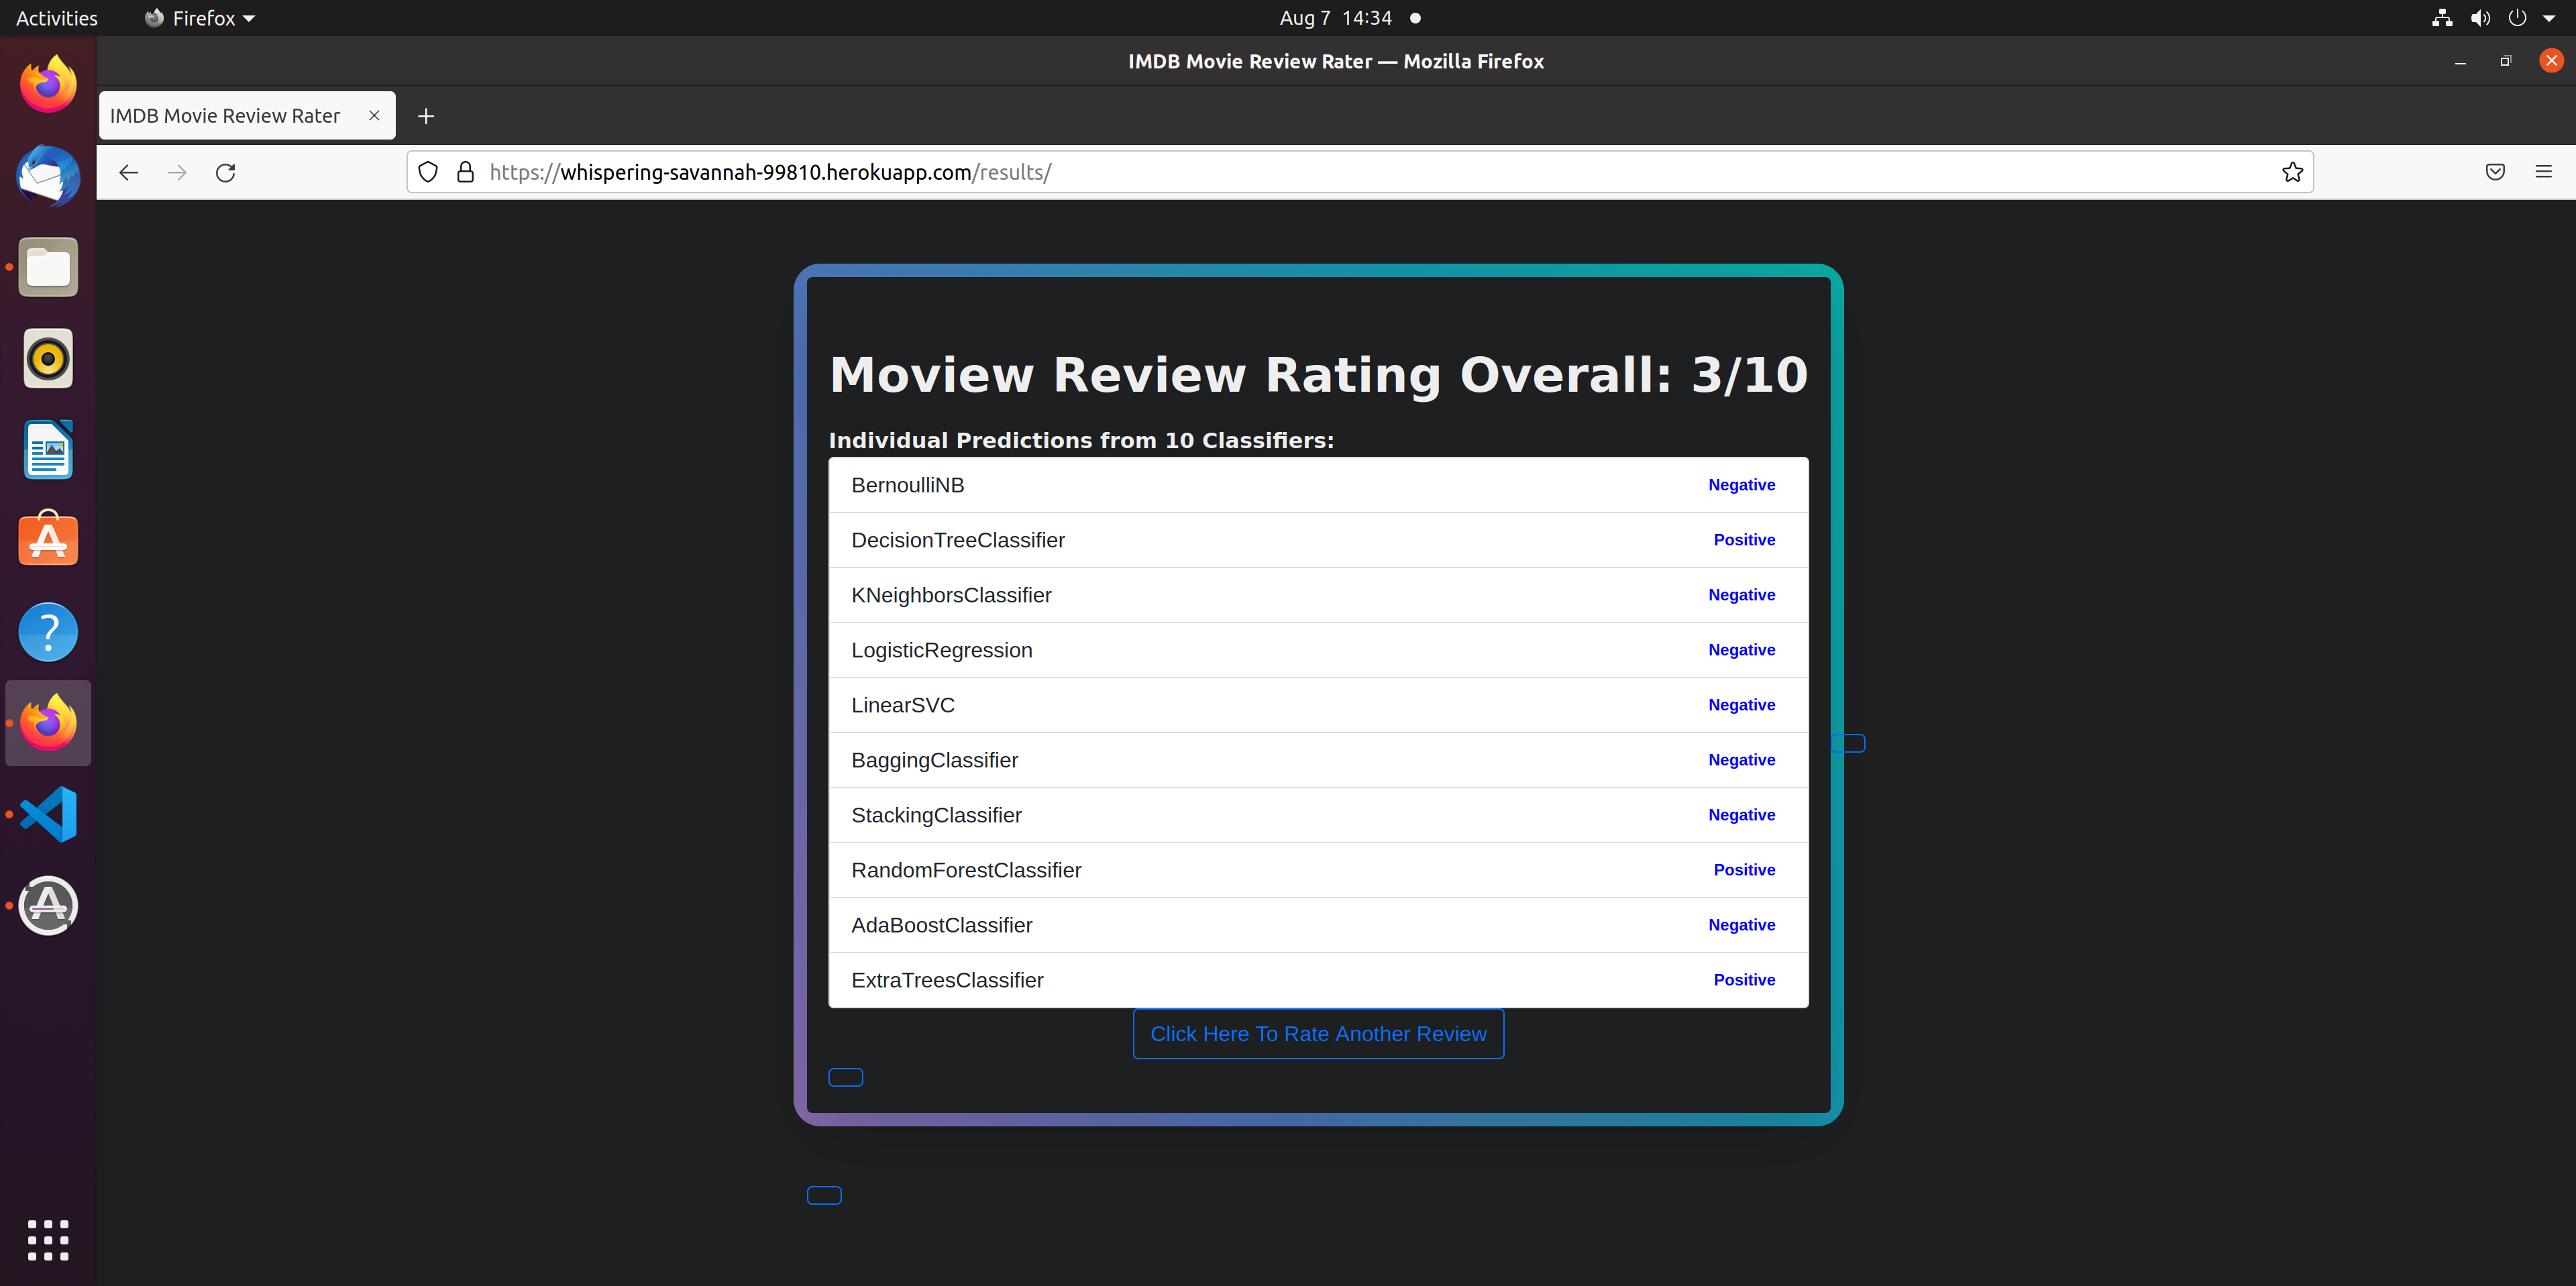 Activities Firefox Aug 7 14:34
IMDB Movie Review Rater — Mozilla Firefox
IMDB Movie Review Rater
https://whispering-savannah-99810.herokuapp.com/results/
Moview Review Rating Overall: 3/10
Individual Predictions from 10 Classifiers:
BernoulliNB Negative
DecisionTreeClassifier Positive
KNeighborsClassifier Negative
LogisticRegression Negative
LinearSVC Negative
BaggingClassifier Negative
StackingClassifier Negative
RandomForestClassifier Positive
AdaBoostClassifier Negative
ExtraTreesClassifier Positive
Click Here To Rate Another Review